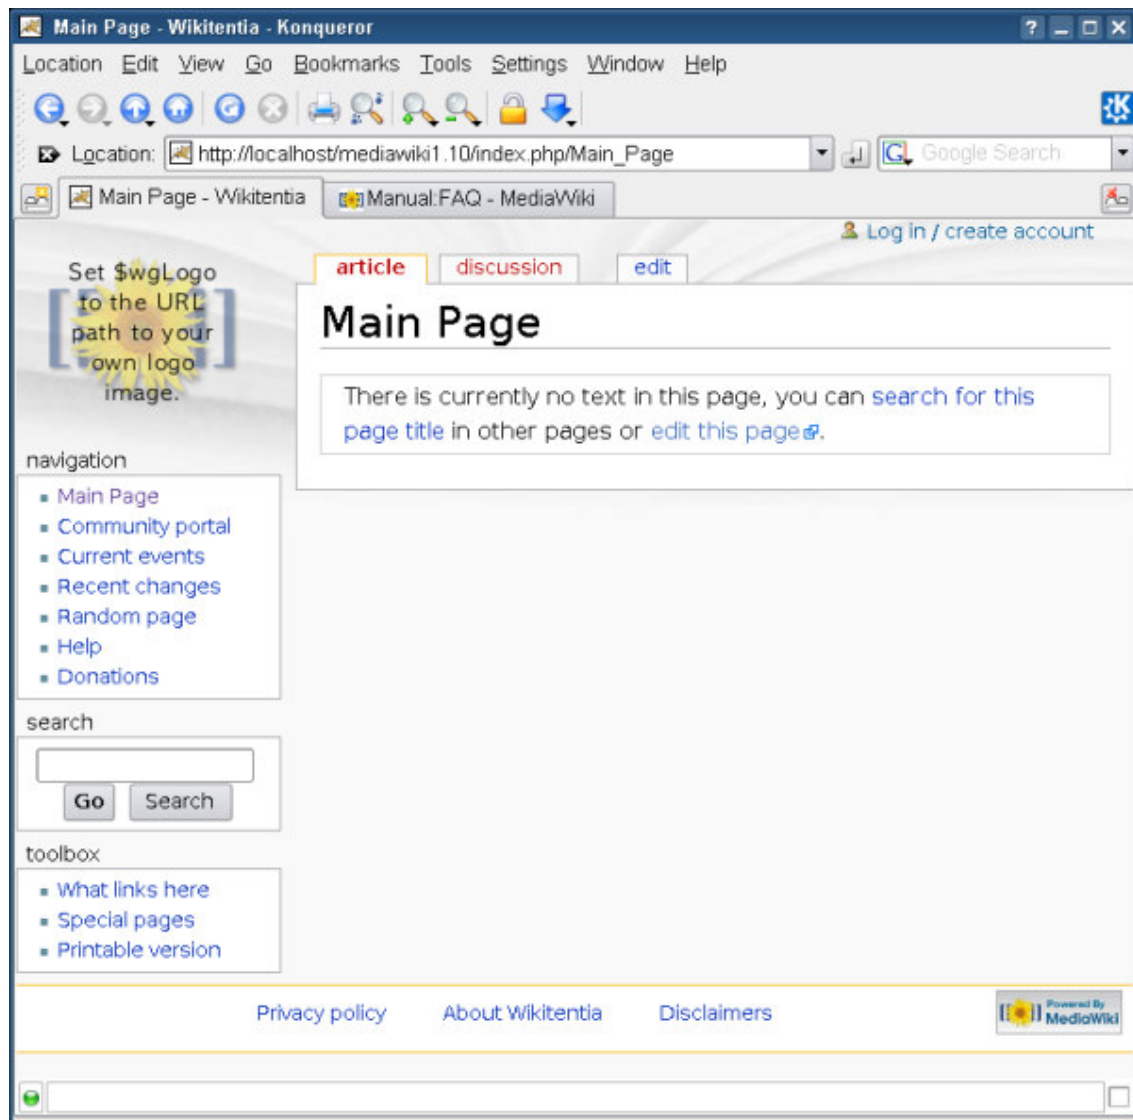 Main Page - Wikitentia - Konqueror
Location Edit View Go Bookmarks Tools Settings Window Help
Location: http://localhost/mediawiki1.10/index.php/Main_Page Google Search
Main Page - Wikitentia Manual:FAQ - MediaWiki
Log in / create account
Set $wgLogo
to the URL
path to your
own logo
image.
article discussion edit
Main Page
There is currently no text in this page, you can search for this
page title in other pages or edit this page.
navigation
Main Page
Community portal
Current events
Recent changes
Random page
Help
Donations
search
Go Search
toolbox
What links here
Special pages
Printable version
Privacy policy About Wikitentia Disclaimers
Powered By
MediaWiki